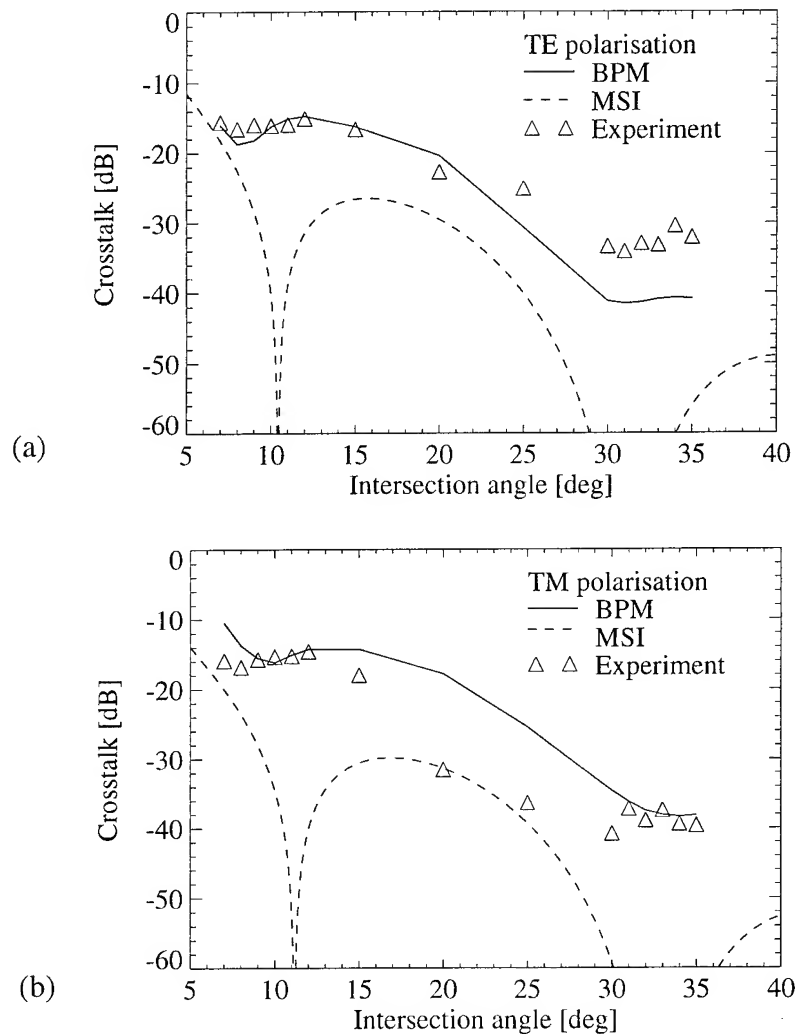 0
-10
-20
-30
-40
-50
-60
Crosstalk [dB]
TE polarisation
BPM
MSI
Experiment
(a)
5 10 15 20 25 30 35 40
Intersection angle [deg]
0
-10
-20
-30
-40
-50
-60
Crosstalk [dB]
TM polarisation
BPM
MSI
Experiment
(b)
5 10 15 20 25 30 35 40
Intersection angle [deg]